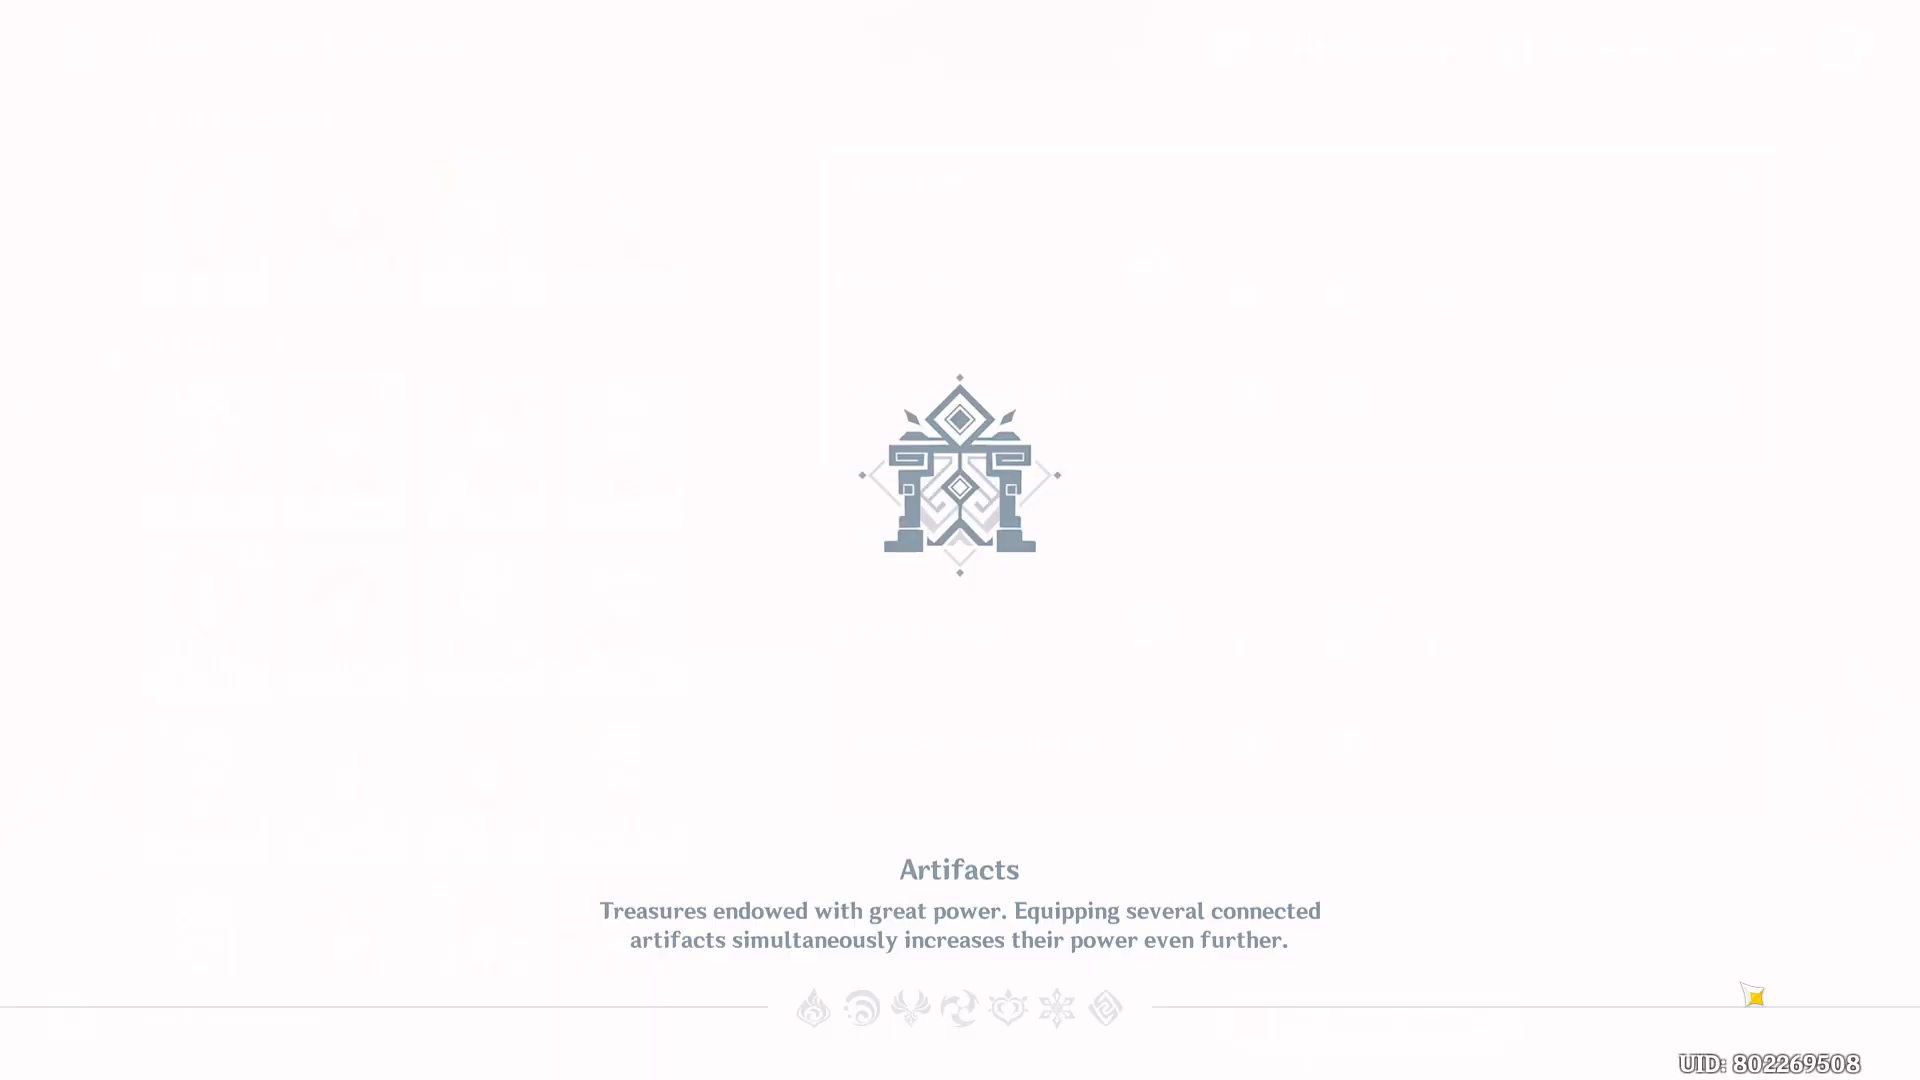 Artifacts
Treasures endowed with great power. Equipping several connected
artifacts simultaneously increases their power even further.
UID: 802269508